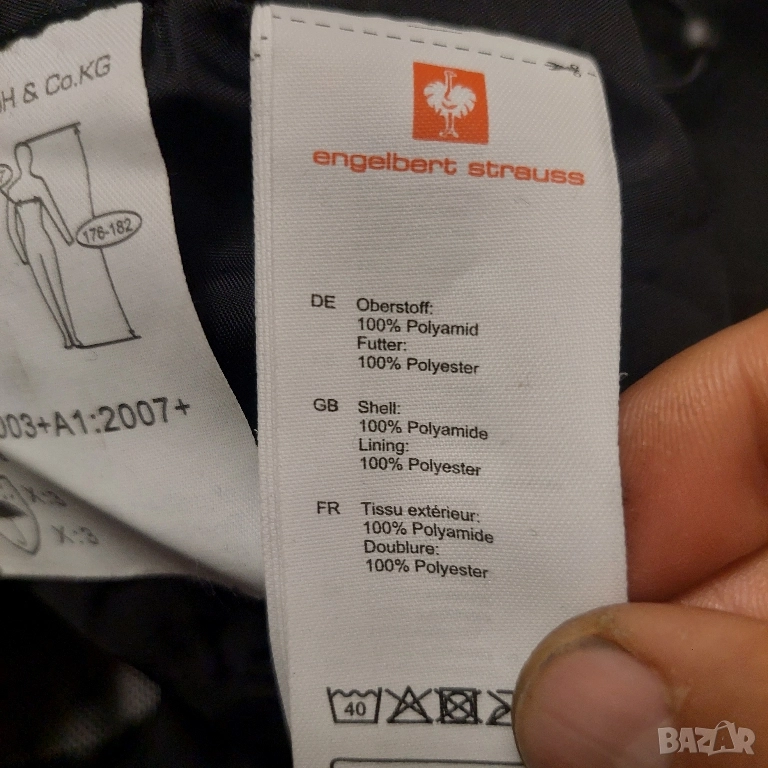 H & Co.KG
176-182
003+A1:2007+
X:3
X:3
engelbert strauss
DE Oberstoff:
100% Polyamid
Futter:
100% Polyester
GB Shell:
100% Polyamide
Lining:
100% Polyester
FR Tissu extérieur:
100% Polyamide
Doublure:
100% Polyester
40
BAZAR